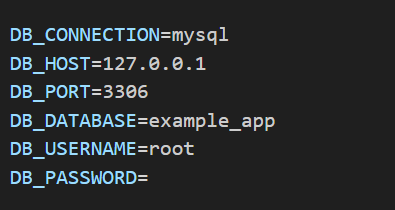 DB_CONNECTION=mysql
DB_HOST=127.0.0.1
DB_PORT=3306
DB_DATABASE=example_app
DB_USERNAME=root
DB_PASSWORD=